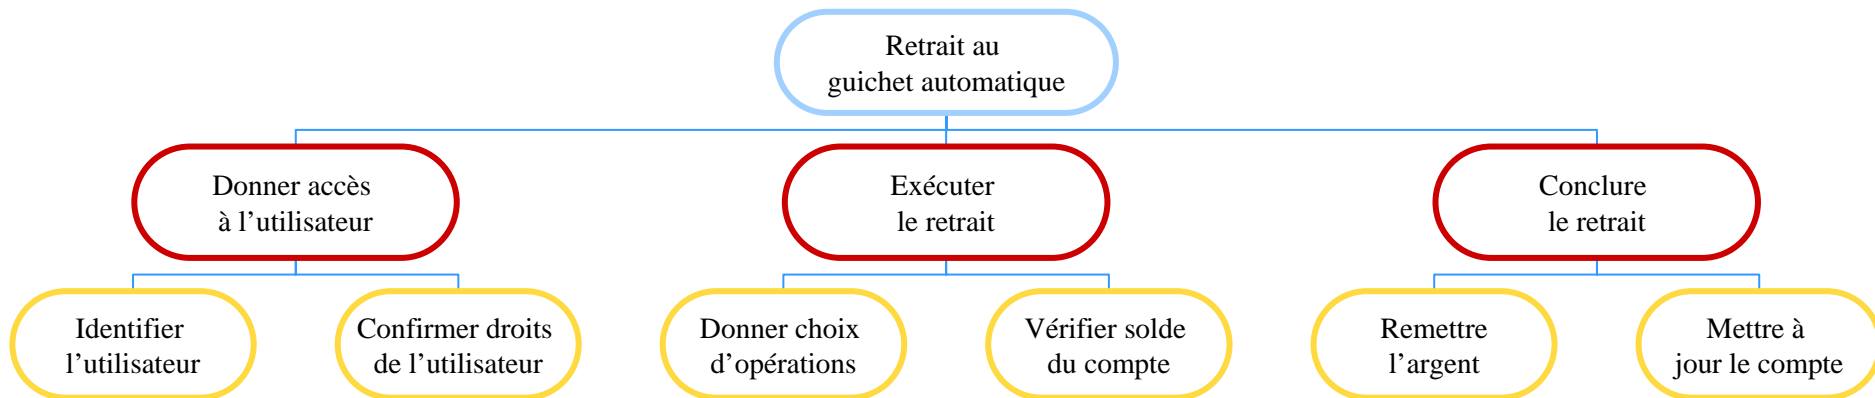 Retrait au
guichet automatique
Donner accès
à l’utilisateur
Exécuter
le retrait
Conclure
le retrait
Identifier
l’utilisateur
Confirmer droits
de l’utilisateur
Donner choix
d’opérations
Vérifier solde
du compte
Remettre
l’argent
Mettre à
jour le compte